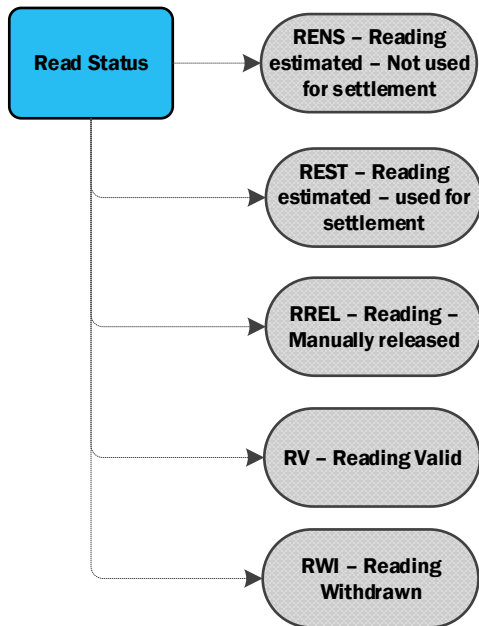 Read Status
RENS – Reading
estimated – Not used
for settlement
REST – Reading
estimated – used for
settlement
RREL – Reading –
Manually released
RV – Reading Valid
RWI – Reading
Withdrawn